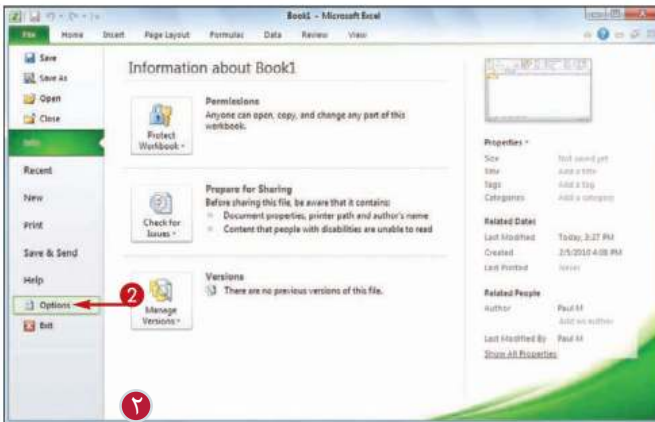 Book1 - Microsoft Excel
File Home Insert Page Layout Formulas Data Review View
Save
Save As
Open
Close
Info
Recent
New
Print
Save & Send
Help
Options
Exit
2
Information about Book1
Protect Workbook
Permissions
Anyone can open, copy, and change any part of this
workbook.
Check for
Issues
Prepare for Sharing
Before sharing this file, be aware that it contains:
Document properties, printer path and author's name
Content that people with disabilities are unable to read
Manage
Versions
Versions
There are no previous versions of this file.
Properties
Size Not saved yet
Title Add a title
Tags Add a tag
Categories Add a category
Related Dates
Last Modified Today, 3:27 PM
Created 2/5/2010 4:08 PM
Last Printed Never
Related People
Author Paul M
Add an author
Last Modified By Paul M
Show All Properties
٢